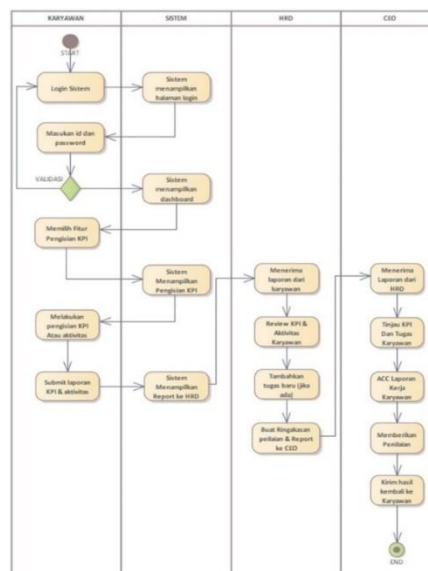 KARYAWAN
SISTEM
HRD
CEO
START
Login Sistem
Sistem
menampilkan
halaman login
Masukan id dan
password
VALIDASI
Sistem
menampilkan
dashboard
Memilih Fitur
Pengisian KPI
Sistem
Menampilkan
Pengisian KPI
Menerima
laporan dari
karyawan
Menerima
Laporan dari
HRD
Melakukan
pengisian KPI
Atau aktivitas
Review KPI &
Aktivitas
Karyawan
Tinjau KPI
Dan Tugas
Karyawan
Submit laporan
KPI & aktivitas
Sistem
Menampilkan
Report ke HRD
Tambahkan
tugas baru (jika
ada)
ACC Laporan
Kerja
Karyawan
Buat Ringkasan
peilaian & Report
ke CEO
Memberikan
Penilaian
Kirim hasil
kembali ke
Karyawan
END